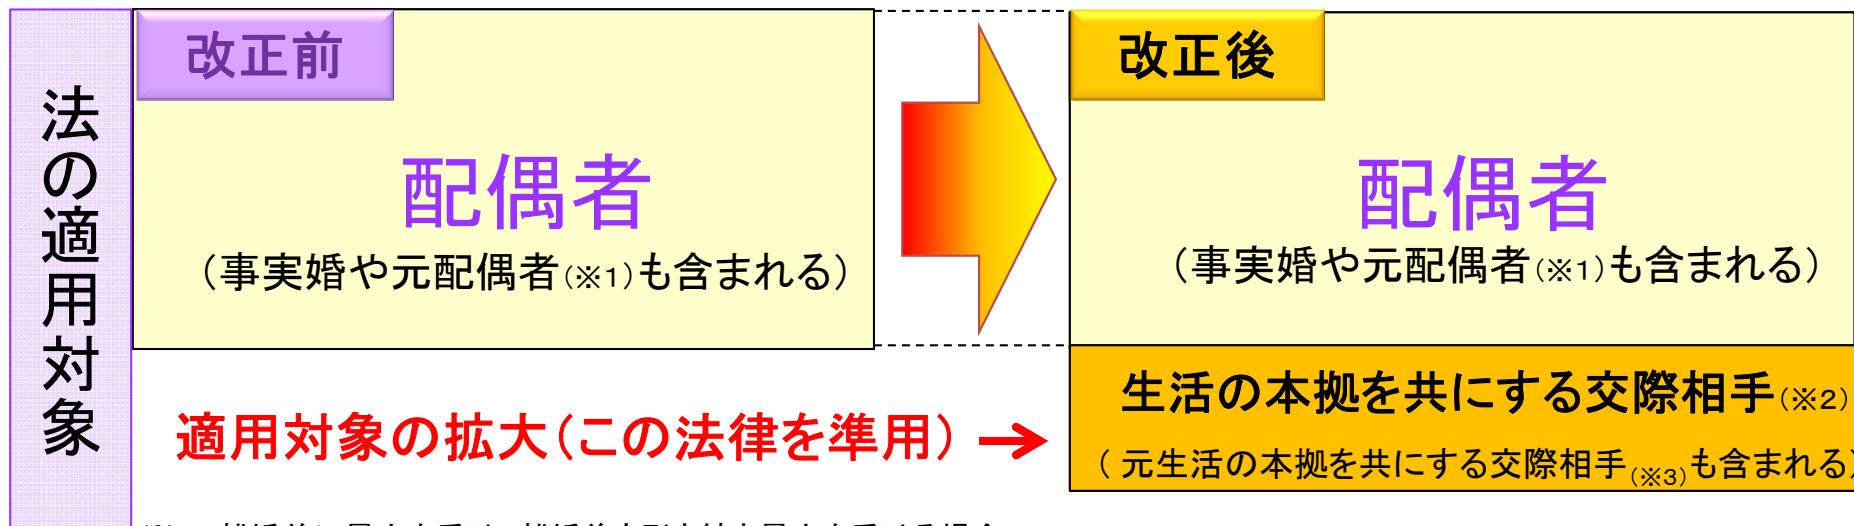 法の適用対象
改正前
配偶者
（事実婚や元配偶者（※1）も含まれる）
改正後
配偶者
（事実婚や元配偶者（※1）も含まれる）
適用対象の拡大（この法律を準用）→
生活の本拠を共にする交際相手（※2）
（ 元生活の本拠を共にする交際相手（※3）も含まれる）